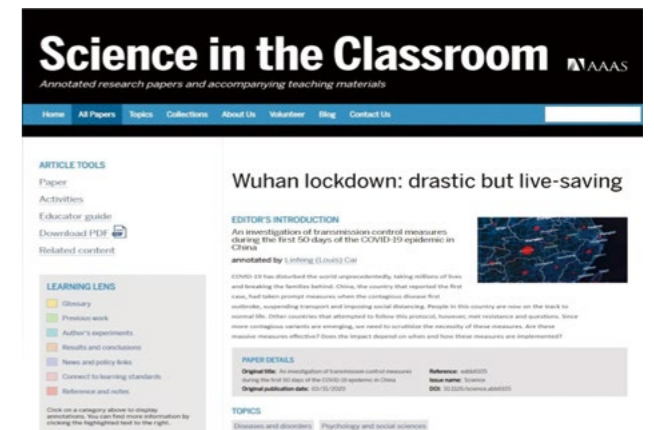 Science in the Classroom AAAS
Annotated research papers and accompanying teaching materials
Home All Papers Topics Collections About Us Volunteer Blog Contact Us
ARTICLE TOOLS
Paper
Activities
Educator guide
Download PDF
Related content
LEARNING LENS
Glossary
Previous work
Author's experiments
Results and conclusions
News and policy links
Connect to learning standards
Reference and notes
Click on a category above to display
annotations. You can find more information by
clicking the highlighted text to the right.
Wuhan lockdown: drastic but live-saving
EDITOR'S INTRODUCTION
An investigation of transmission control measures
during the first 50 days of the COVID-19 epidemic in
China
annotated by Linfeng (Louis) Cai
COVID-19 has disturbed the world unprecedentedly, taking millions of lives
and breaking the families behind. China, the country that reported the first
case, had taken prompt measures when the contagious disease first
outbroke, suspending transport and imposing social distancing. People in this country are now on the track to
normal life. Other countries that attempted to follow this protocol, however, met resistance and questions. Since
more contagious variants are emerging, we need to scrutinize the necessity of these measures. Are these
massive measures effective? Does the impact depend on when and how these measures are implemented?
PAPER DETAILS
Original title: An investigation of transmission control measures
during the first 50 days of the COVID-19 epidemic in China
Original publication date: 03/31/2020
Reference: eabb6105
Issue name: Science
DOI: 10.1126/science.abb6105
TOPICS
Diseases and disorders Psychology and social sciences